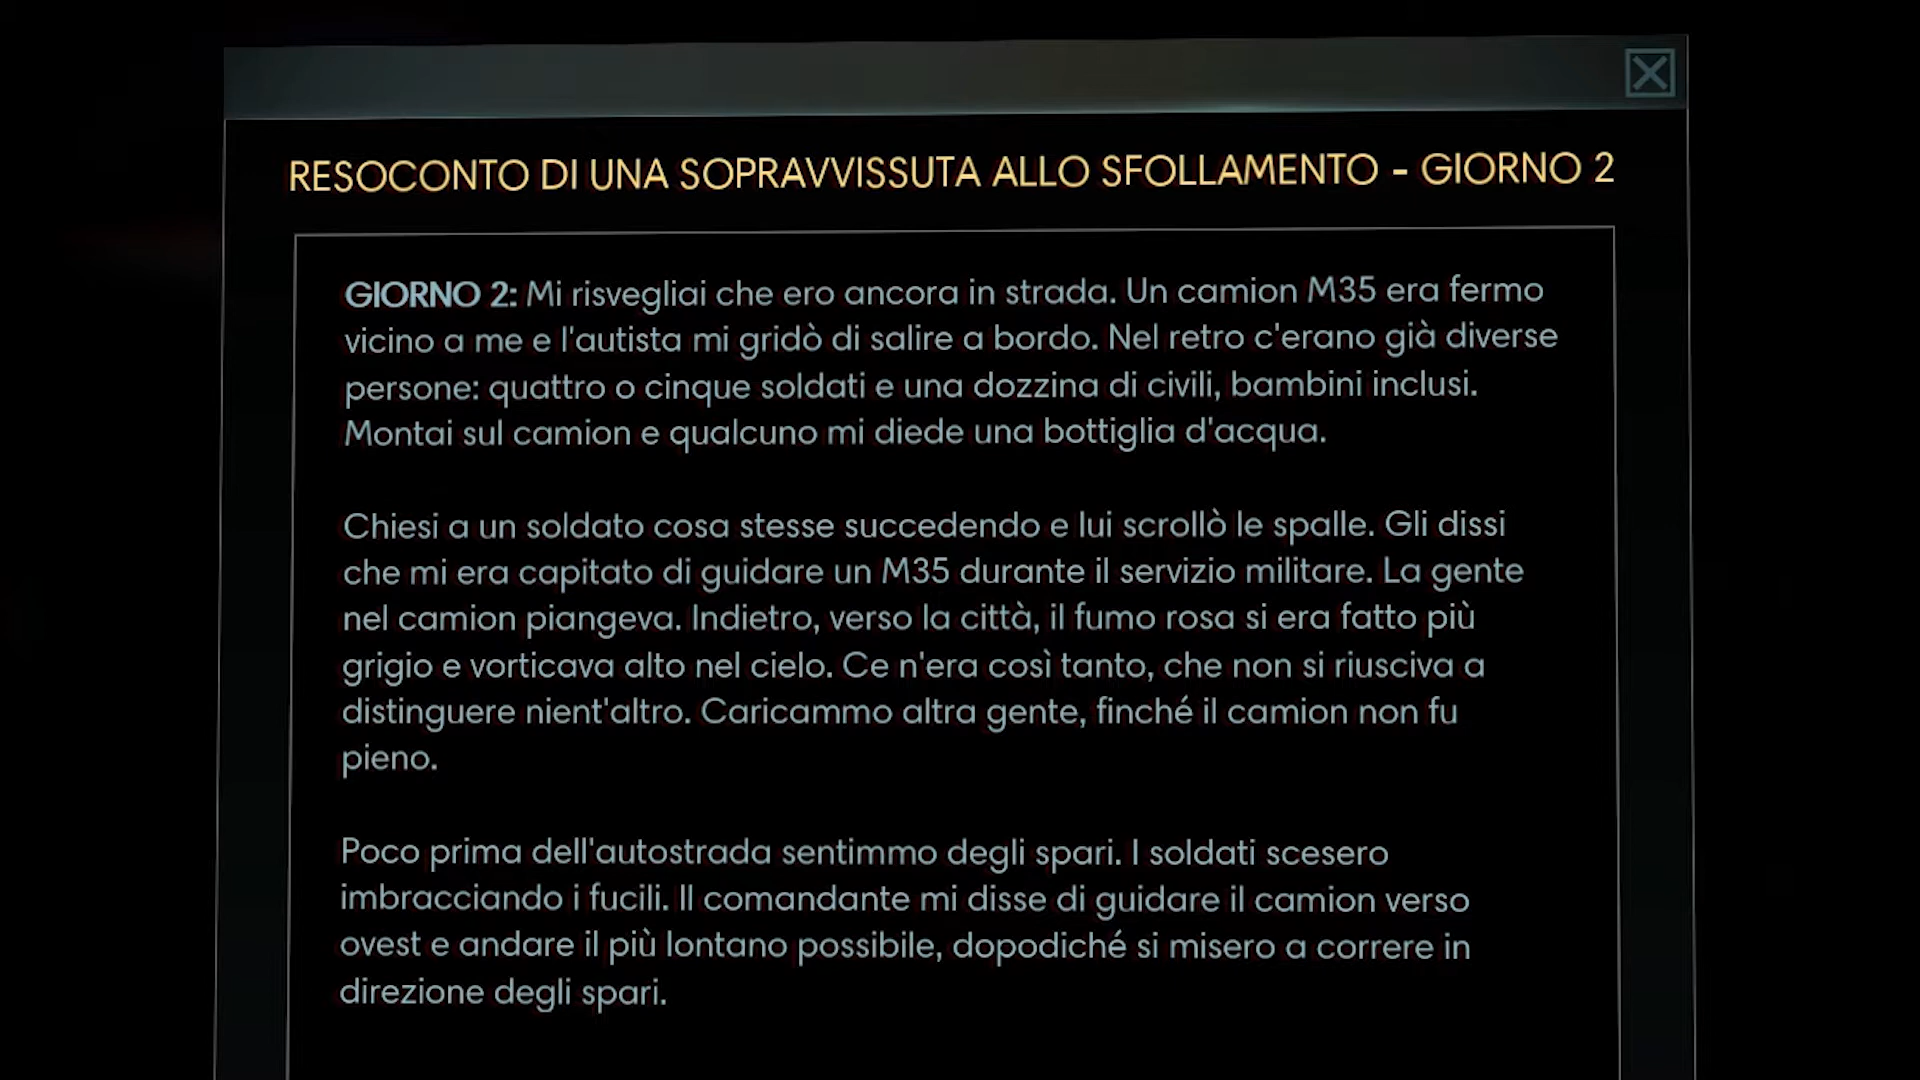 RESOCONTO DI UNA SOPRAVVISSUTA ALLO SFOLLAMENTO - GIORNO 2
GIORNO 2: Mi risvegliai che ero ancora in strada. Un camion M35 era fermo
vicino a me e l'autista mi gridò di salire a bordo. Nel retro c'erano già diverse
persone: quattro o cinque soldati e una dozzina di civili, bambini inclusi.
Montai sul camion e qualcuno mi diede una bottiglia d'acqua.
Chiesi a un soldato cosa stesse succedendo e lui scrollò le spalle. Gli dissi
che mi era capitato di guidare un M35 durante il servizio militare. La gente
nel camion piangeva. Indietro, verso la città, il fumo rosa si era fatto più
grigio e vorticava alto nel cielo. Ce n'era così tanto, che non si riusciva a
distinguere nient'altro. Caricammo altra gente, finché il camion non fu
pieno.
Poco prima dell'autostrada sentimmo degli spari. I soldati scesero
imbracciando i fucili. Il comandante mi disse di guidare il camion verso
ovest e andare il più lontano possibile, dopodiché si misero a correre in
direzione degli spari.